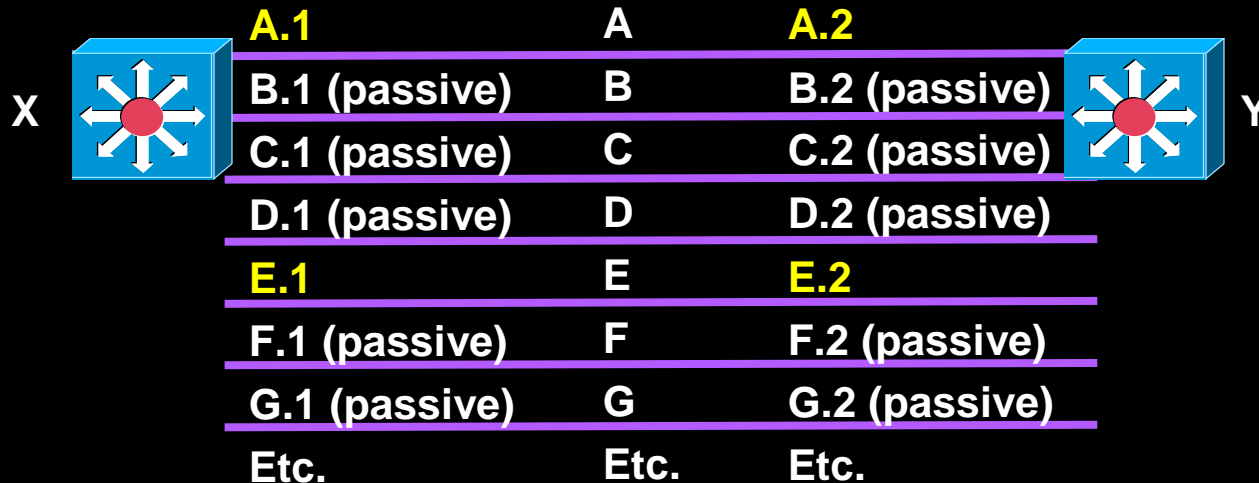 A.1 A A.2
X B.1 (passive) B B.2 (passive) Y
C.1 (passive) C C.2 (passive)
D.1 (passive) D D.2 (passive)
E.1 E E.2
F.1 (passive) F F.2 (passive)
G.1 (passive) G G.2 (passive)
Etc. Etc. Etc.